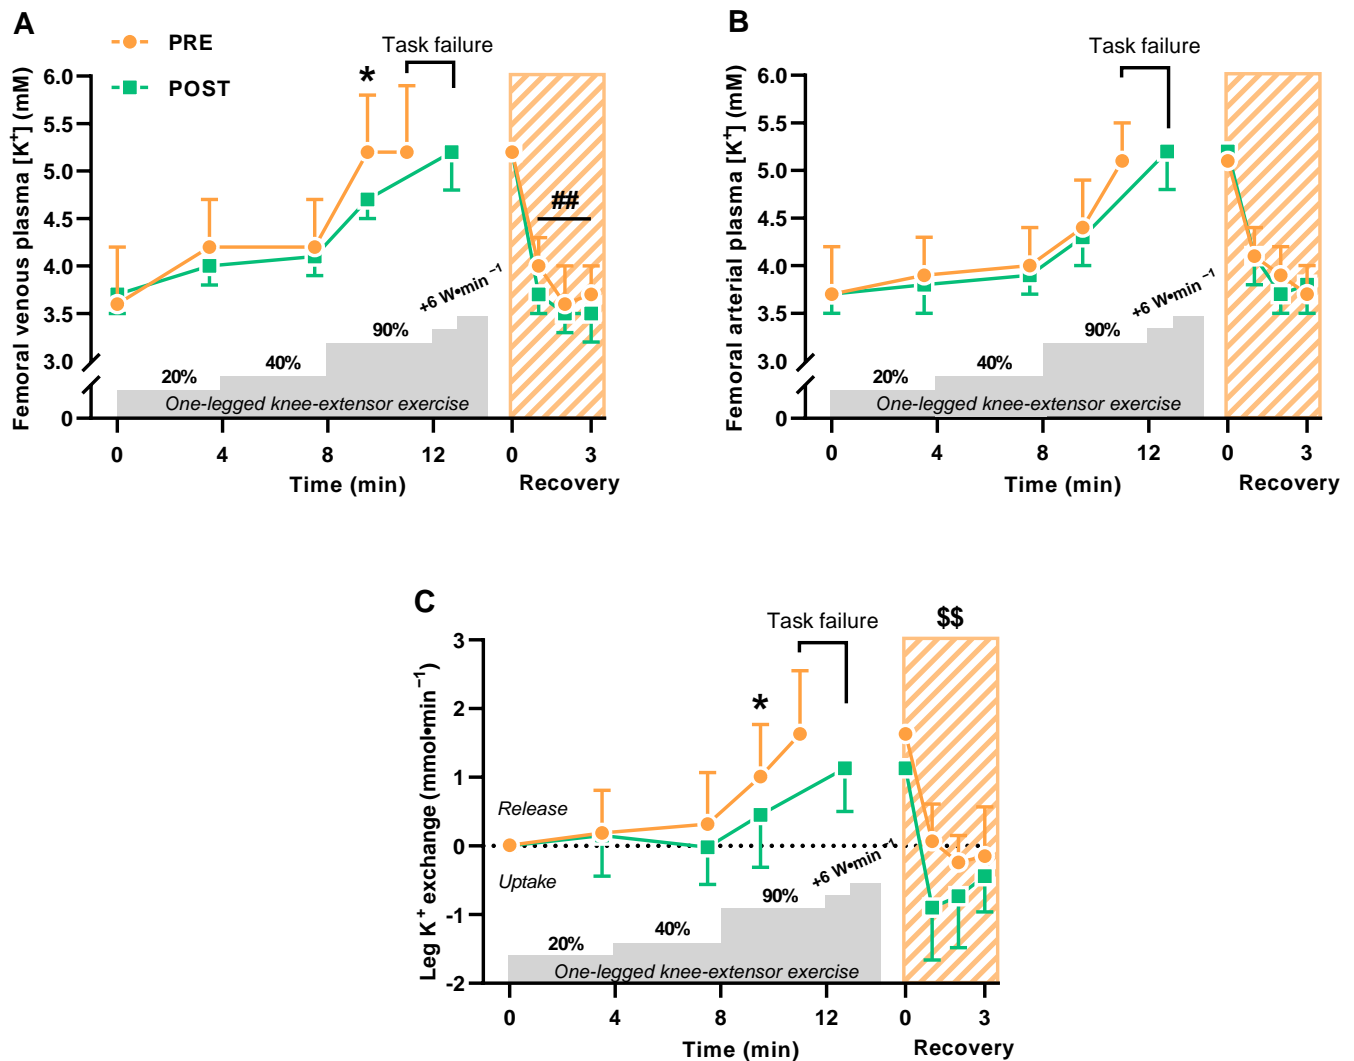 A
PRE
POST
Task failure
*
Femoral venous plasma [K⁺] (mM)
6.0
5.5
5.0
4.5
4.0
3.5
3.0
0
##
+6 W•min⁻¹
90%
40%
20%
One-legged knee-extensor exercise
0 4 8 12
0 3
Time (min)
Recovery
B
Task failure
Femoral arterial plasma [K⁺] (mM)
6.0
5.5
5.0
4.5
4.0
3.5
3.0
0
+6 W•min⁻¹
90%
40%
20%
One-legged knee-extensor exercise
0 4 8 12
0 3
Time (min)
Recovery
C
Task failure
$$
*
Leg K⁺ exchange (mmol•min⁻¹)
3
2
1
0
-1
-2
Release
Uptake
+6 W•min⁻¹
90%
40%
20%
One-legged knee-extensor exercise
0 4 8 12
0 3
Time (min)
Recovery